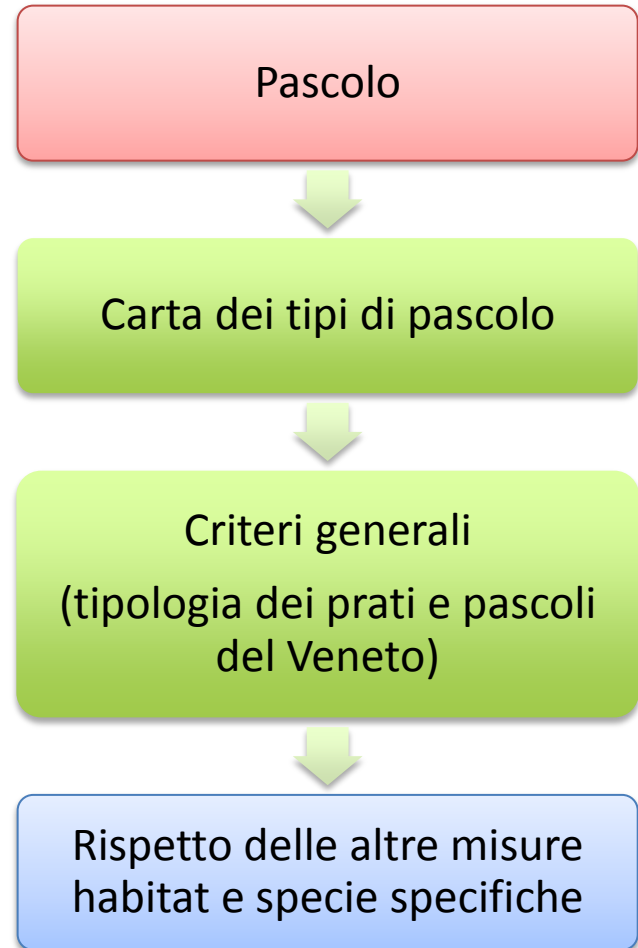 Pascolo
Carta dei tipi di pascolo
Criteri generali
(tipologia dei prati e pascoli
del Veneto)
Rispetto delle altre misure
habitat e specie specifiche